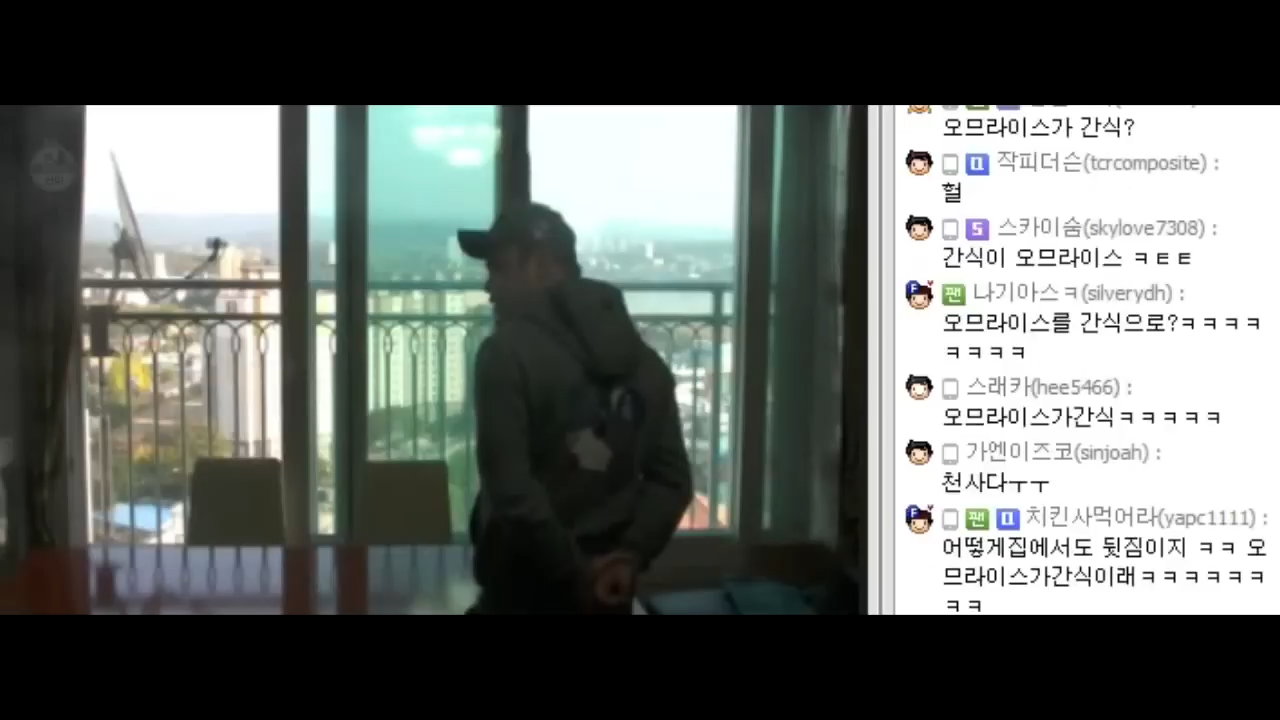 오므라이스가 간식?
작피더슨(tcrcomposite) :
헐
스카이숨(skylove7308) :
간식이 오므라이스 ㅋㅌㅌ
팬 나기아스ㅋ(silverydh) :
오므라이스를 간식으로?ㅋㅋㅋㅋ
ㅋㅋㅋㅋ
스래카(hee5466) :
오므라이스가간식ㅋㅋㅋㅋㅋ
가엔이즈코(sinjoah) :
천사다ㅜㅜ
팬 치킨사먹어라(yapc1111) :
어떻게집에서도 뒷짐이지 ㅋㅋ 오
므라이스가간식이래ㅋㅋㅋㅋㅋㅋ
ㅋㅋ